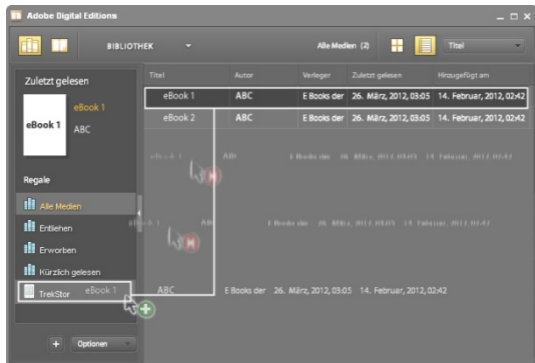 Adobe Digital Editions
BIBLIOTHEK
Alle Medien (2)
Titel
Zuletzt gelesen
eBook 1
eBook 1
ABC
Regale
Alle Medien
Entliehen
Erworben
Kürzlich gelesen
TrekStor
Optionen
Titel Autor Verleger Zuletzt gelesen Hinzugefügt am
eBook 1 ABC E Books der 26. März, 2012, 03:05 14. Februar, 2012, 02:42
eBook 2 ABC E Books der 26. März, 2012, 03:05 14. Februar, 2012, 02:42
eBook 1 ABC E Books der 26. März, 2012, 03:05 14. Februar, 2012, 02:42